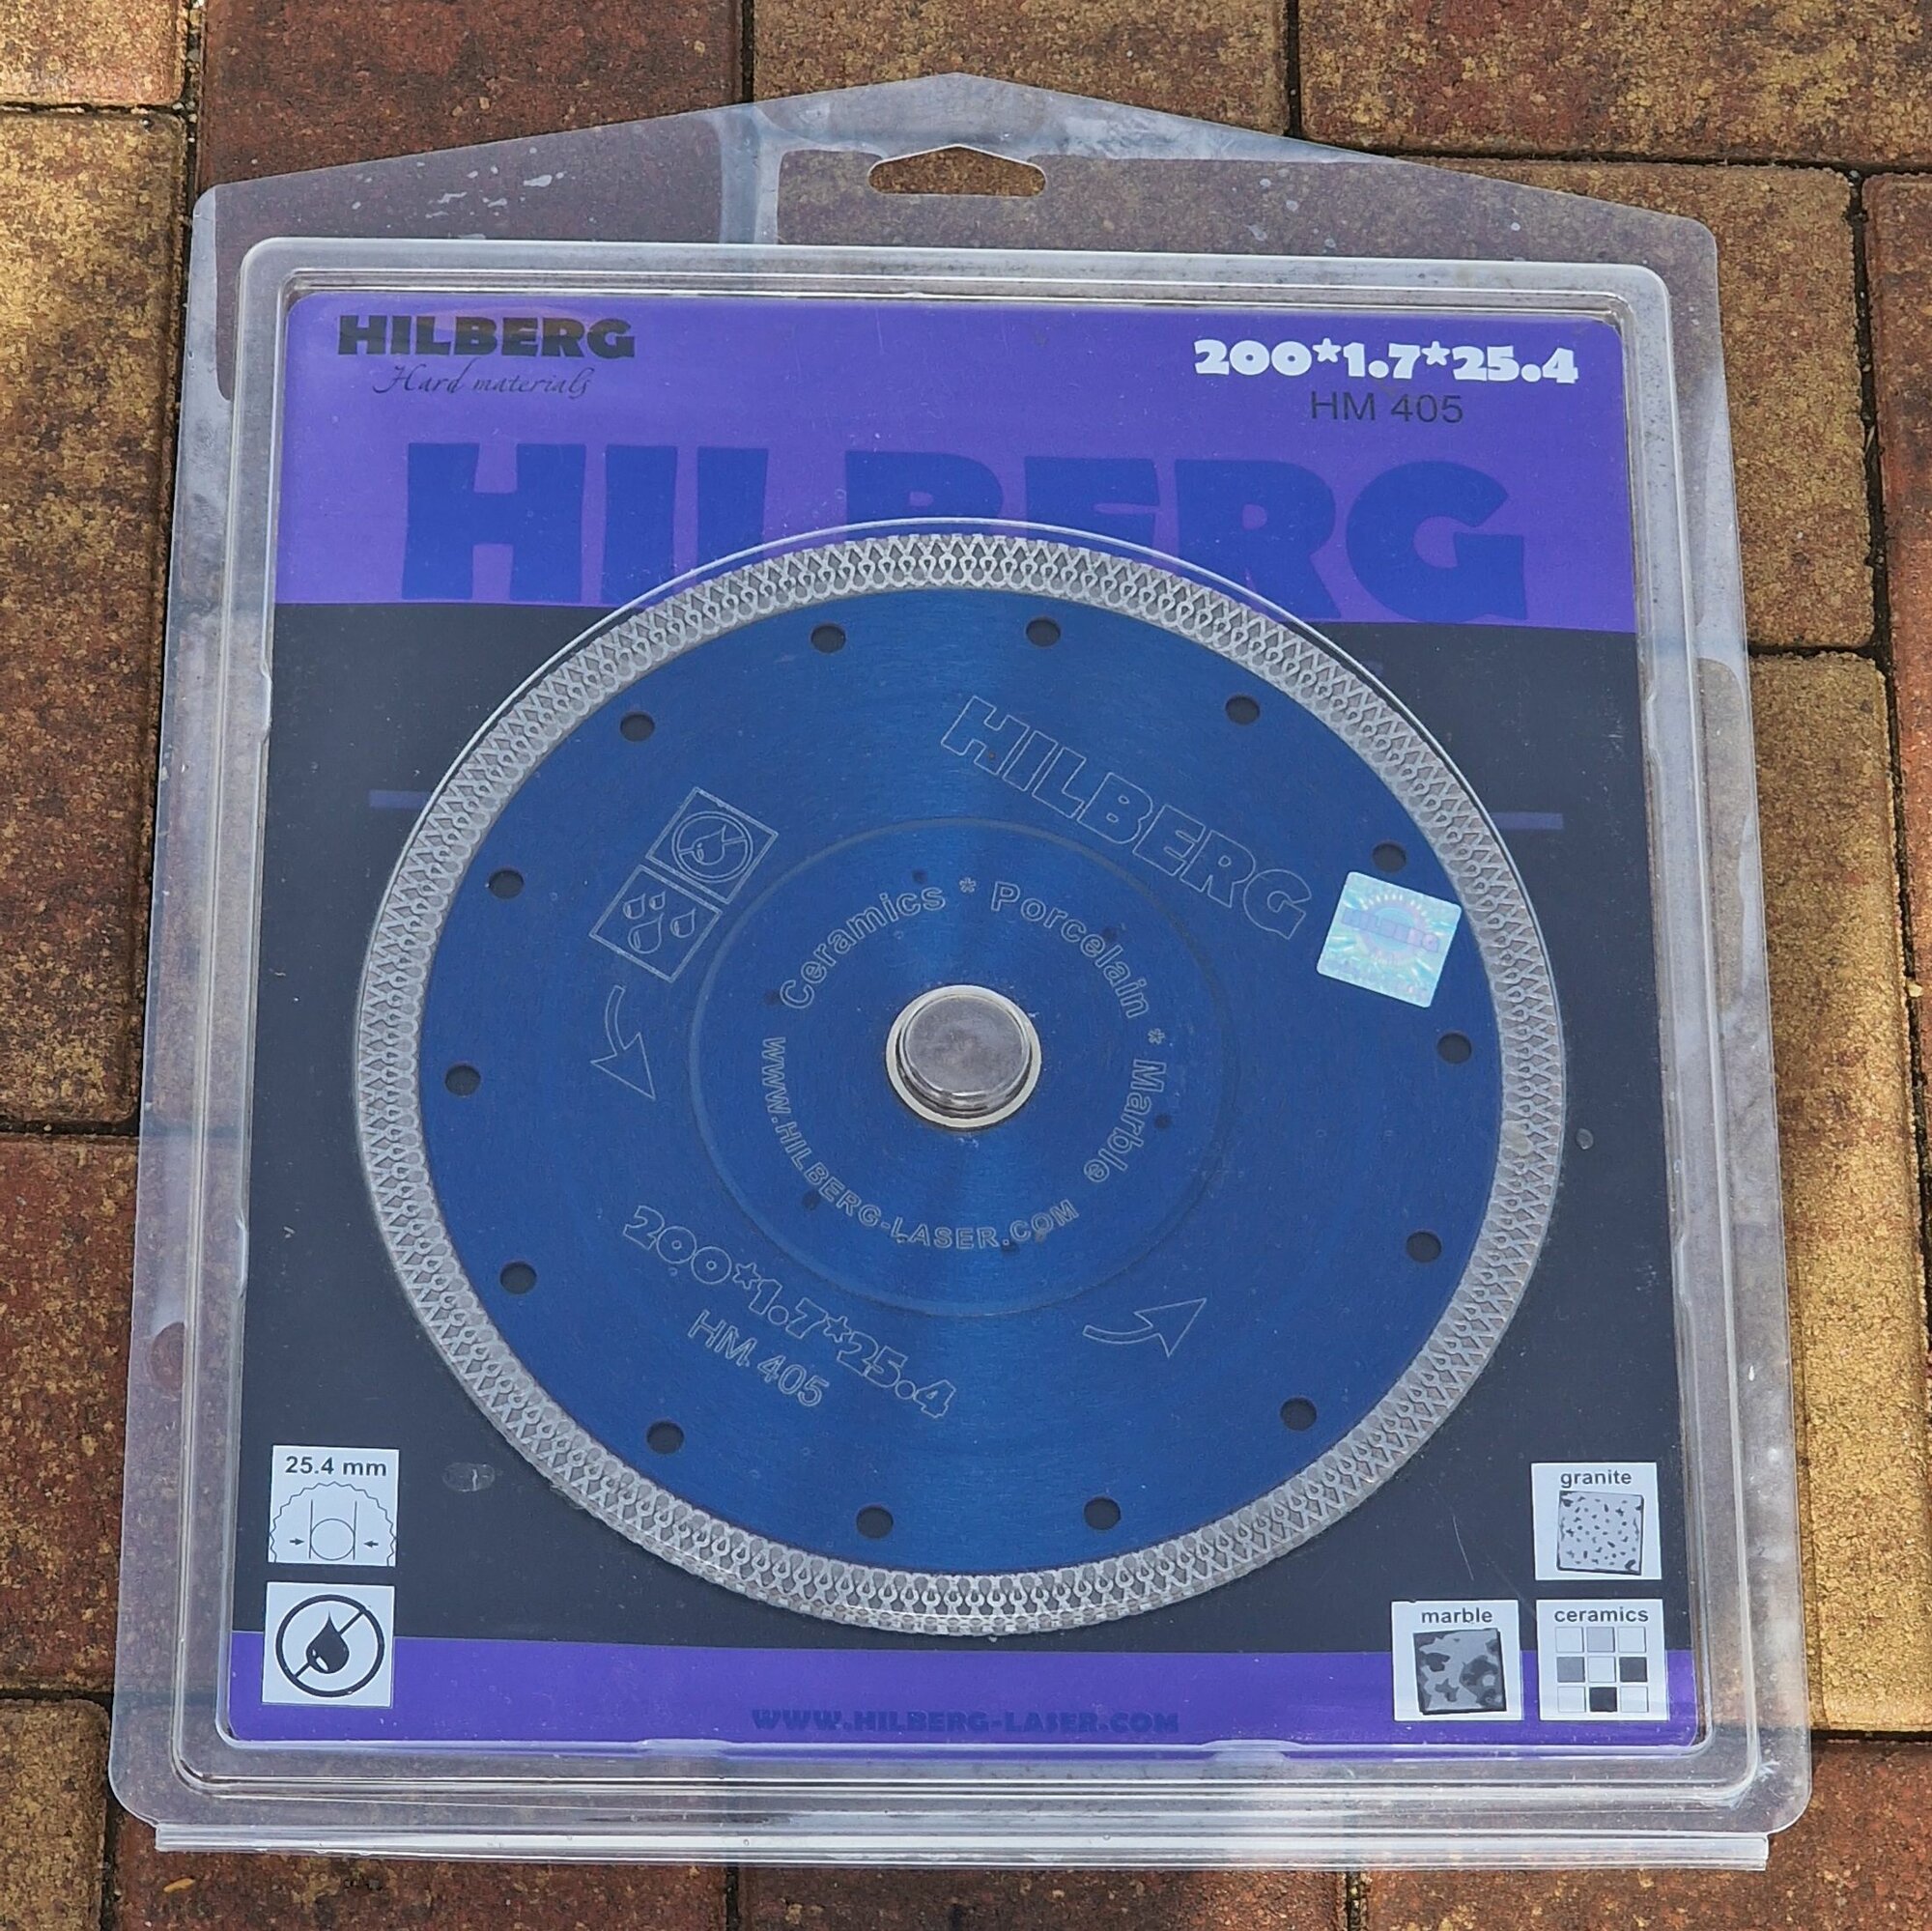 HILBERG
Hard materials
200*1.7*25.4
HM 405
HILBERG
HILBERG
HILBERG
Ceramics * Porcelain * Marble
WWW.HILBERG-LASER.COM
200*1.7*25.4
HM 405
25.4 mm
granite
marble
ceramics
WWW.HILBERG-LASER.COM